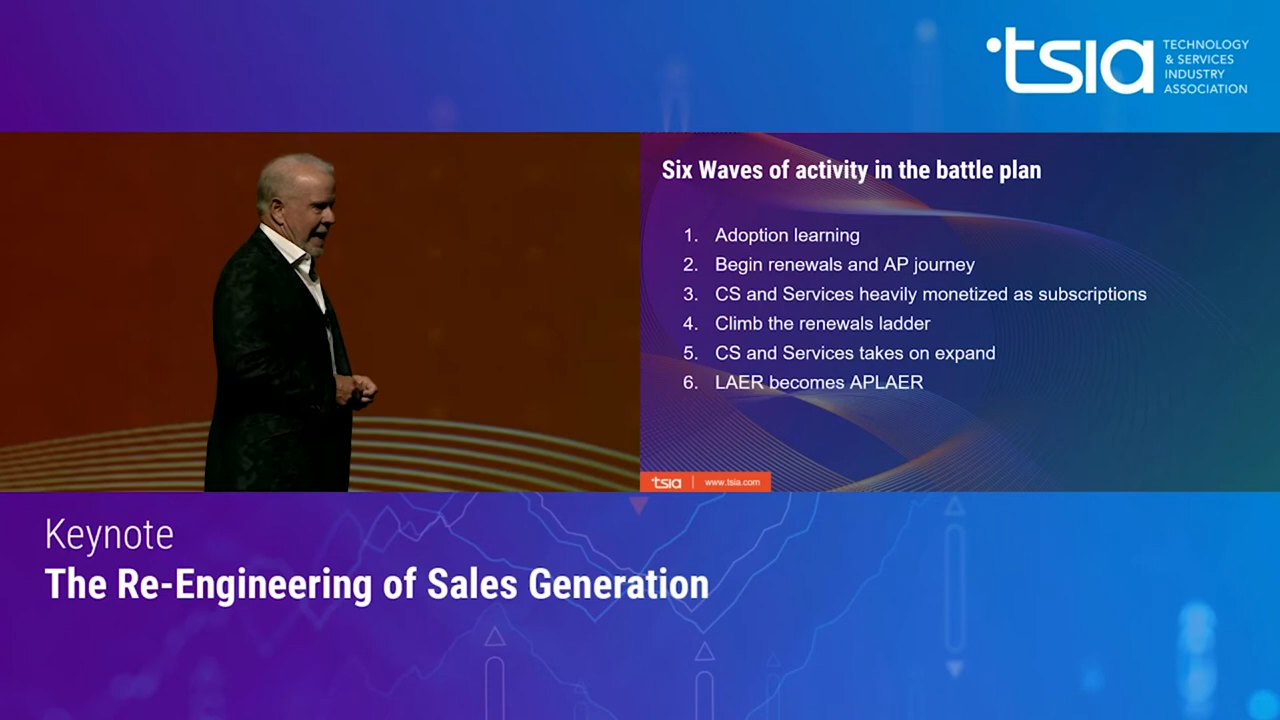 tsia
TECHNOLOGY
& SERVICES
INDUSTRY
ASSOCIATION
Six Waves of activity in the battle plan
1. Adoption learning
2. Begin renewals and AP journey
3. CS and Services heavily monetized as subscriptions
4. Climb the renewals ladder
5. CS and Services takes on expand
6. LAER becomes APLAER
tsia | www.tsia.com
Keynote
The Re-Engineering of Sales Generation